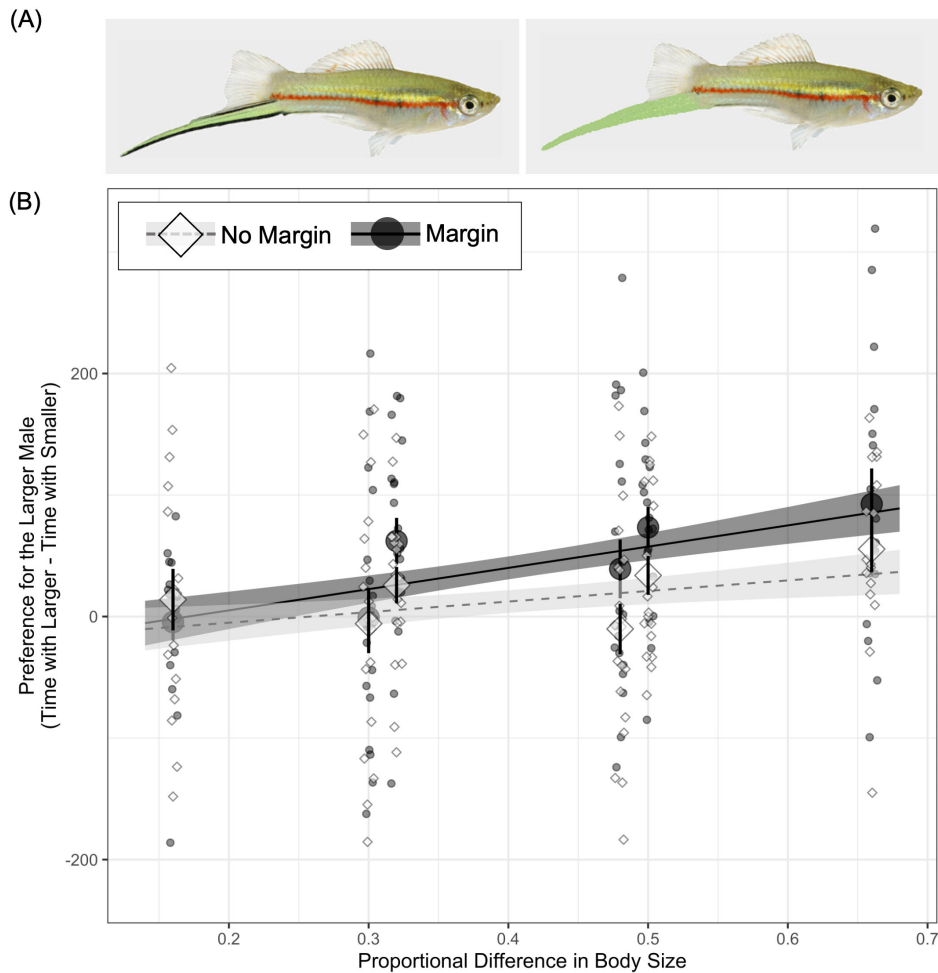 (A)
(B)
No Margin
Margin
Preference for the Larger Male
(Time with Larger - Time with Smaller)
200
0
-200
0.2
0.3
0.4
0.5
0.6
0.7
Proportional Difference in Body Size